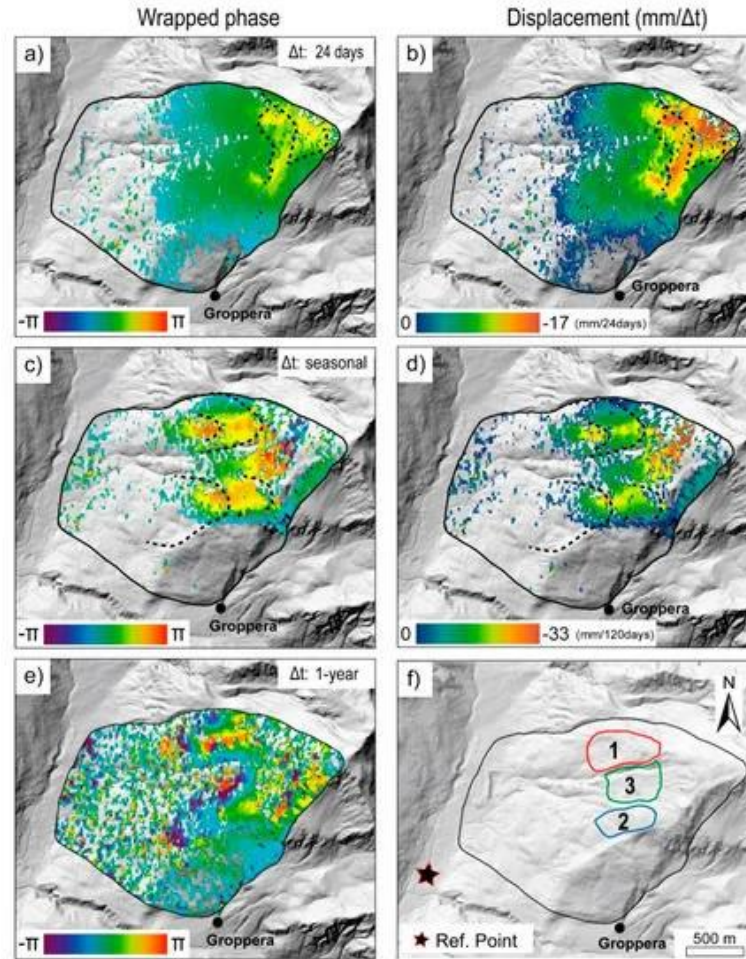 Wrapped phase
Displacement (mm/Δt)
a)
Δt: 24 days
-π
π
Groppera
b)
0
-17 (mm/24days)
Groppera
c)
Δt: seasonal
-π
π
Groppera
d)
0
-33 (mm/120days)
Groppera
e)
Δt: 1-year
-π
π
Groppera
f)
N
1
3
2
Ref. Point
Groppera
500 m